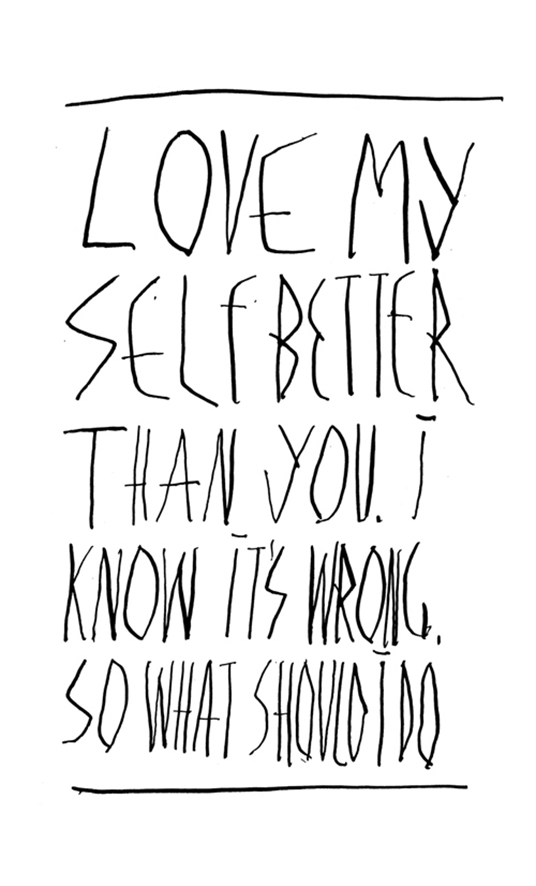 LOVE MY
SELF BETTER
THAN YOU. I
KNOW IT'S WRONG.
SO WHAT SHOULD I DO